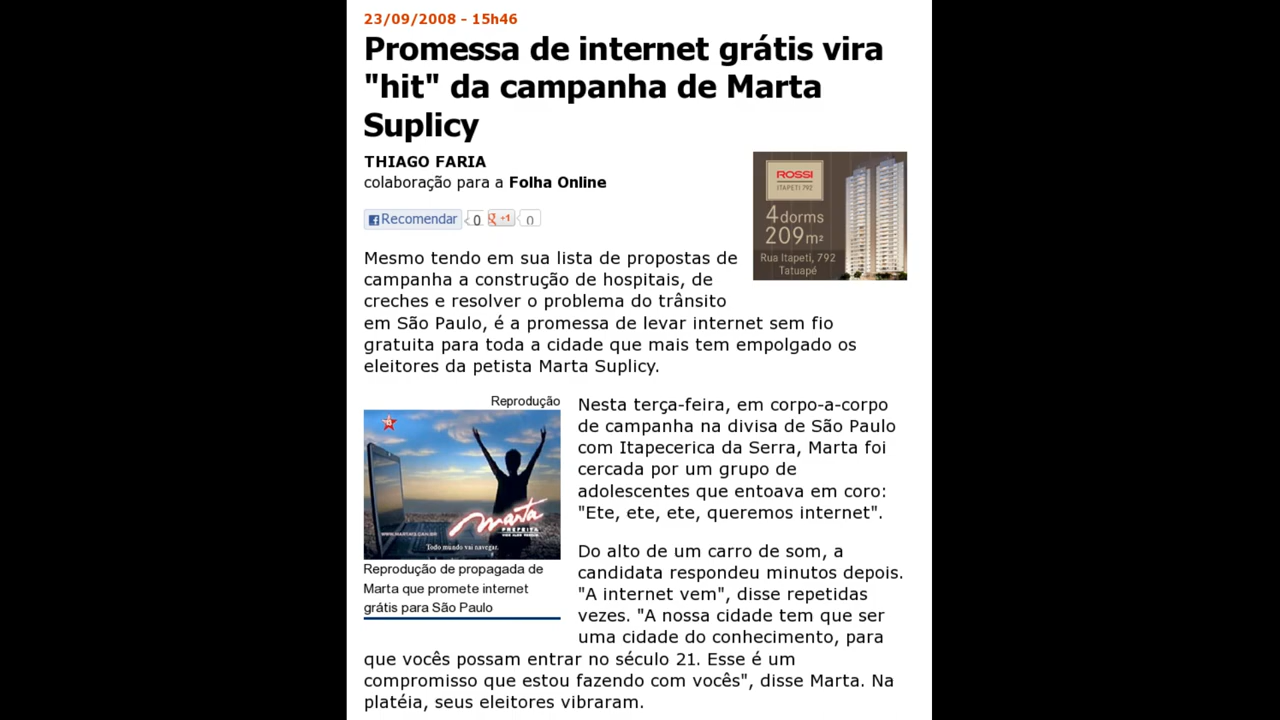 23/09/2008 - 15h46
Promessa de internet grátis vira
"hit" da campanha de Marta
Suplicy
THIAGO FARIA
colaboração para a Folha Online
Recomendar 0 +1 0
ROSSI
ITAPETI 792
4dorms
209m²
Rua Itapeti, 792
Tatuapé
Mesmo tendo em sua lista de propostas de
campanha a construção de hospitais, de
creches e resolver o problema do trânsito
em São Paulo, é a promessa de levar internet sem fio
gratuita para toda a cidade que mais tem empolgado os
eleitores da petista Marta Suplicy.
Reprodução
marta
PREFEITA
Todo mundo vai navegar.
Reprodução de propagada de
Marta que promete internet
grátis para São Paulo
Nesta terça-feira, em corpo-a-corpo
de campanha na divisa de São Paulo
com Itapecerica da Serra, Marta foi
cercada por um grupo de
adolescentes que entoava em coro:
"Ete, ete, ete, queremos internet".
Do alto de um carro de som, a
candidata respondeu minutos depois.
"A internet vem", disse repetidas
vezes. "A nossa cidade tem que ser
uma cidade do conhecimento, para
que vocês possam entrar no século 21. Esse é um
compromisso que estou fazendo com vocês", disse Marta. Na
platéia, seus eleitores vibraram.